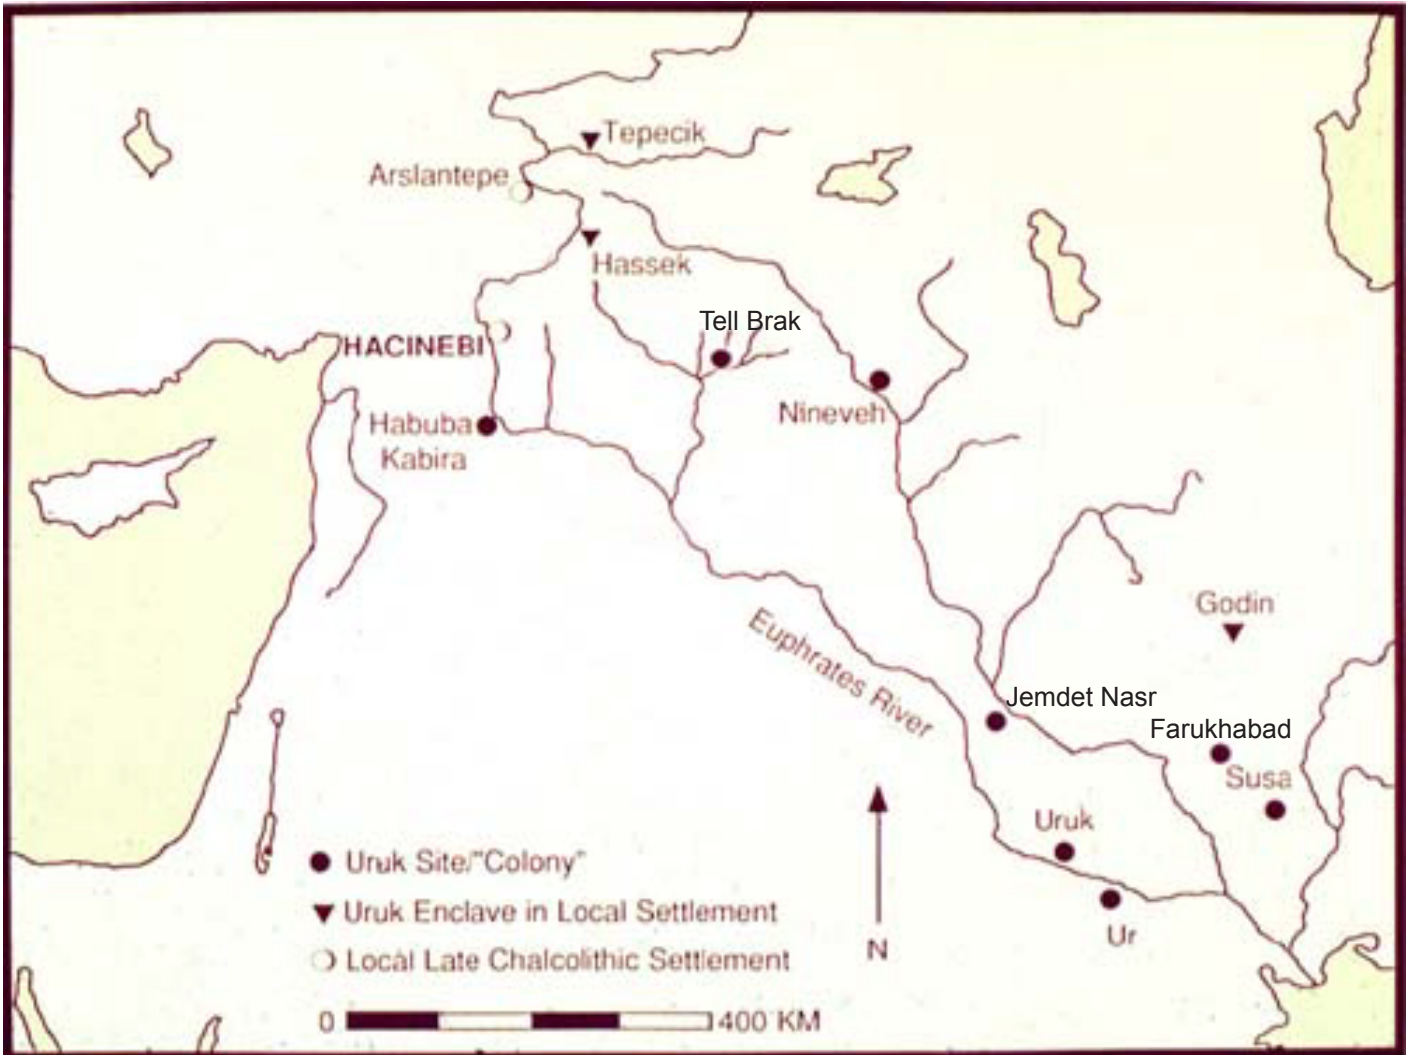 Tepecik
Arslantepe
Hassek
Tell Brak
HACINEBI
Nineveh
Habuba
Kabira
Godin
Euphrates River
Jemdet Nasr
Farukhabad
Susa
Uruk
Ur
Uruk Site/"Colony"
Uruk Enclave in Local Settlement
Local Late Chalcolithic Settlement
N
0 400 KM